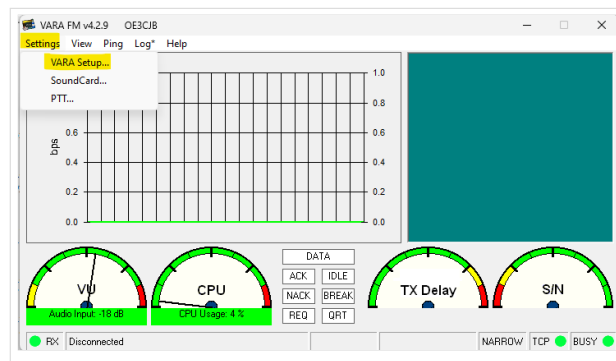 VARA FM v4.2.9 OE3CJB
Settings View Ping Log* Help
VARA Setup...
SoundCard...
PTT...
bps
1.0
0.8
0.6 0.6
0.4 0.4
0.2 0.2
0.0 0.0
DATA
ACK IDLE
NACK BREAK
REQ QRT
VU
Audio Input: -18 dB
CPU
CPU Usage: 4 %
TX Delay
S/N
RX Disconnected NARROW TCP BUSY